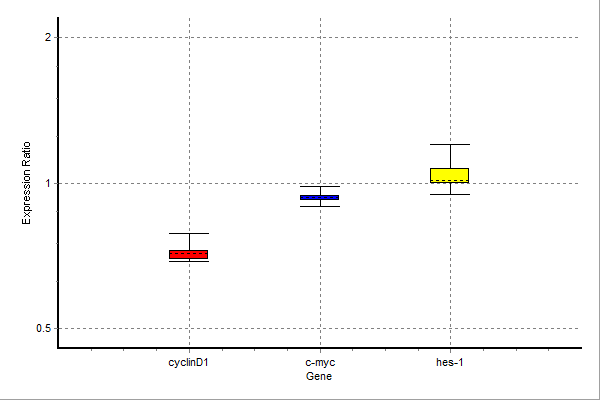 2
1
0.5
Expression Ratio
cyclinD1
c-myc
hes-1
Gene